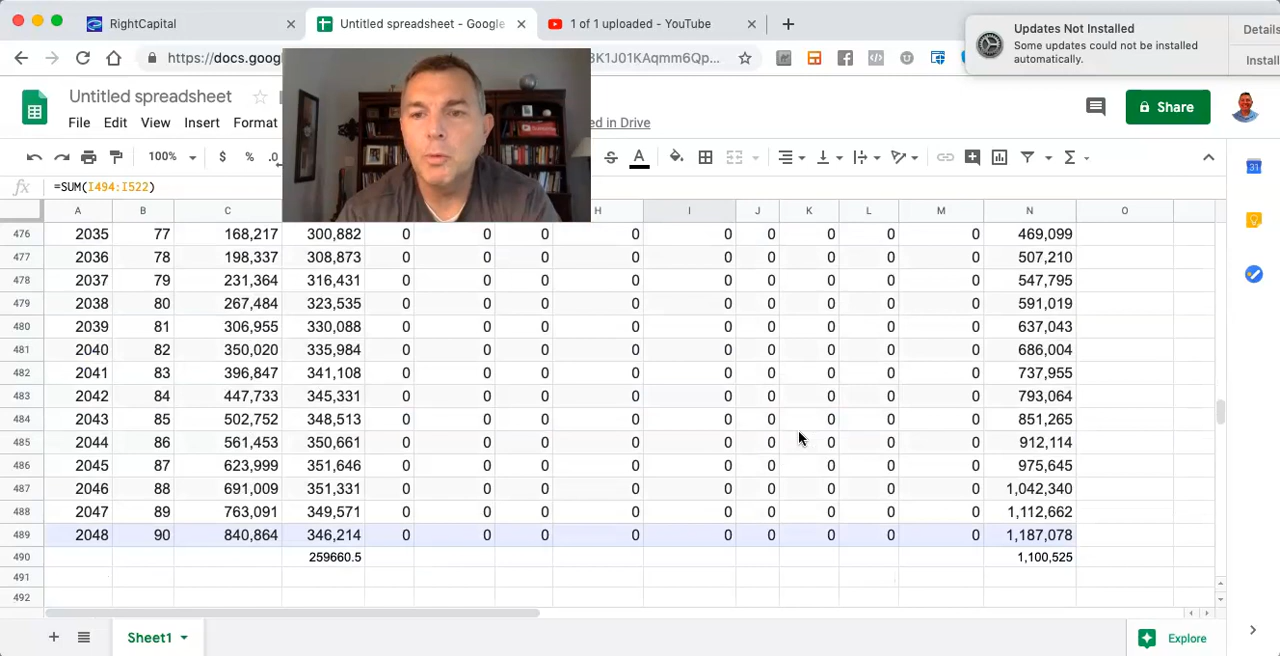 RightCapital
Untitled spreadsheet - Google
1 of 1 uploaded - YouTube
Updates Not Installed
Some updates could not be installed
automatically.
Details
Install
https://docs.goog
3K1J01KAqmm6Qp...
Untitled spreadsheet
File Edit View Insert Format
ed in Drive
Share
100% $ % .0
fx =SUM(I494:I522)
A B C H I J K L M N O
476 2035 77 168,217 300,882 0 0 0 0 0 0 0 0 0 469,099
477 2036 78 198,337 308,873 0 0 0 0 0 0 0 0 0 507,210
478 2037 79 231,364 316,431 0 0 0 0 0 0 0 0 0 547,795
479 2038 80 267,484 323,535 0 0 0 0 0 0 0 0 0 591,019
480 2039 81 306,955 330,088 0 0 0 0 0 0 0 0 0 637,043
481 2040 82 350,020 335,984 0 0 0 0 0 0 0 0 0 686,004
482 2041 83 396,847 341,108 0 0 0 0 0 0 0 0 0 737,955
483 2042 84 447,733 345,331 0 0 0 0 0 0 0 0 0 793,064
484 2043 85 502,752 348,513 0 0 0 0 0 0 0 0 0 851,265
485 2044 86 561,453 350,661 0 0 0 0 0 0 0 0 0 912,114
486 2045 87 623,999 351,646 0 0 0 0 0 0 0 0 0 975,645
487 2046 88 691,009 351,331 0 0 0 0 0 0 0 0 0 1,042,340
488 2047 89 763,091 349,571 0 0 0 0 0 0 0 0 0 1,112,662
489 2048 90 840,864 346,214 0 0 0 0 0 0 0 0 0 1,187,078
490 259660.5 1,100,525
491
492
Sheet1
Explore